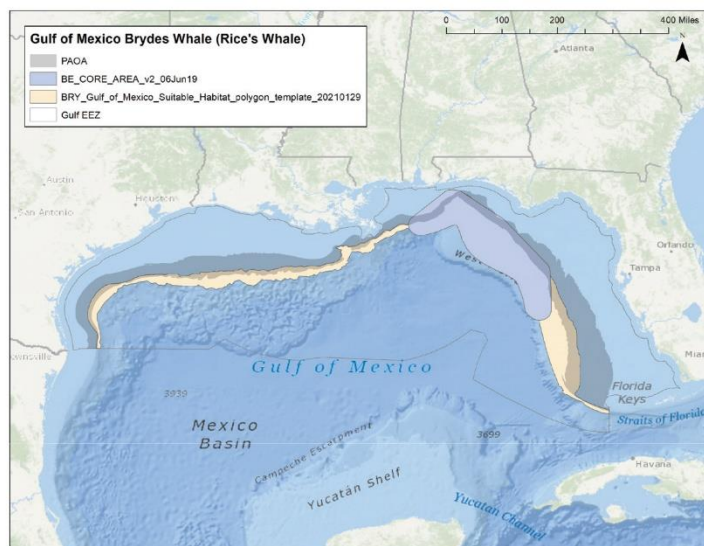 Gulf of Mexico Brydes Whale (Rice's Whale)
PAOA
BE_CORE_AREA_v2_06Jun19
BRY_Gulf_of_Mexico_Suitable_Habitat_polygon_template_20210129
Gulf EEZ
0 100 200 400 Miles
N
Atlanta
Austin
Houston
San Antonio
Orlando
Tampa
Gulf of Mexico
Florida
Keys
Straits of Florida
3939
Mexico
Basin
3699
Campeche Escarpment
Havana
Yucatán Shelf
Yucatan Channel